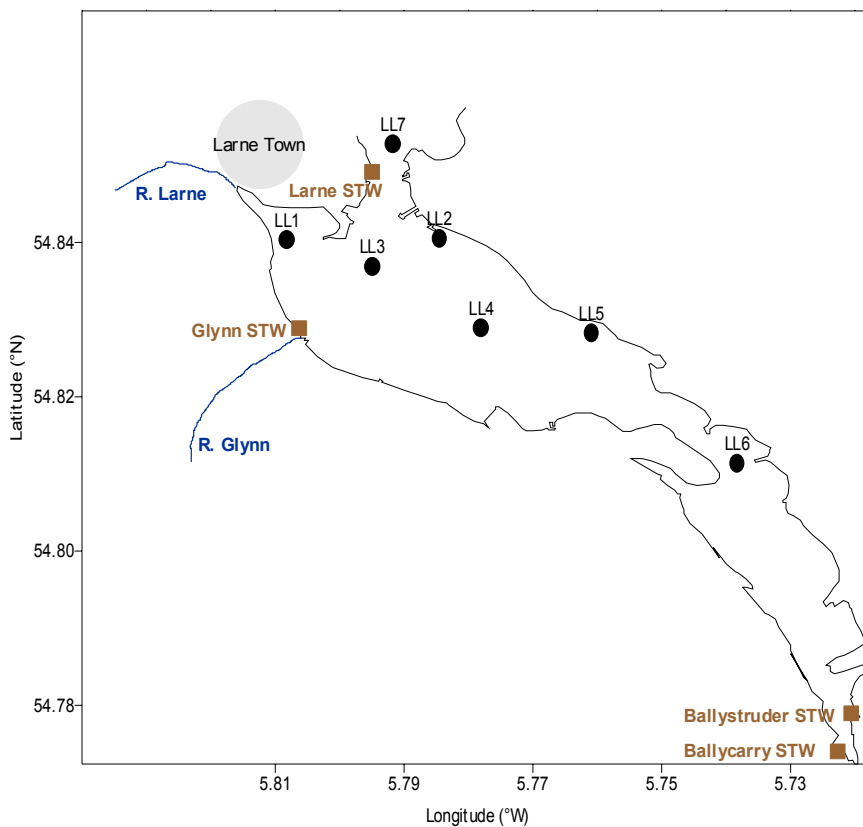 LL7
Larne Town
R. Larne
Larne STW
LL1
LL2
LL3
54.84
Glynn STW
LL4
LL5
Latitude (°N)
54.82
R. Glynn
LL6
54.80
54.78
Ballystruder STW
Ballycarry STW
5.81
5.79
5.77
5.75
5.73
Longitude (°W)